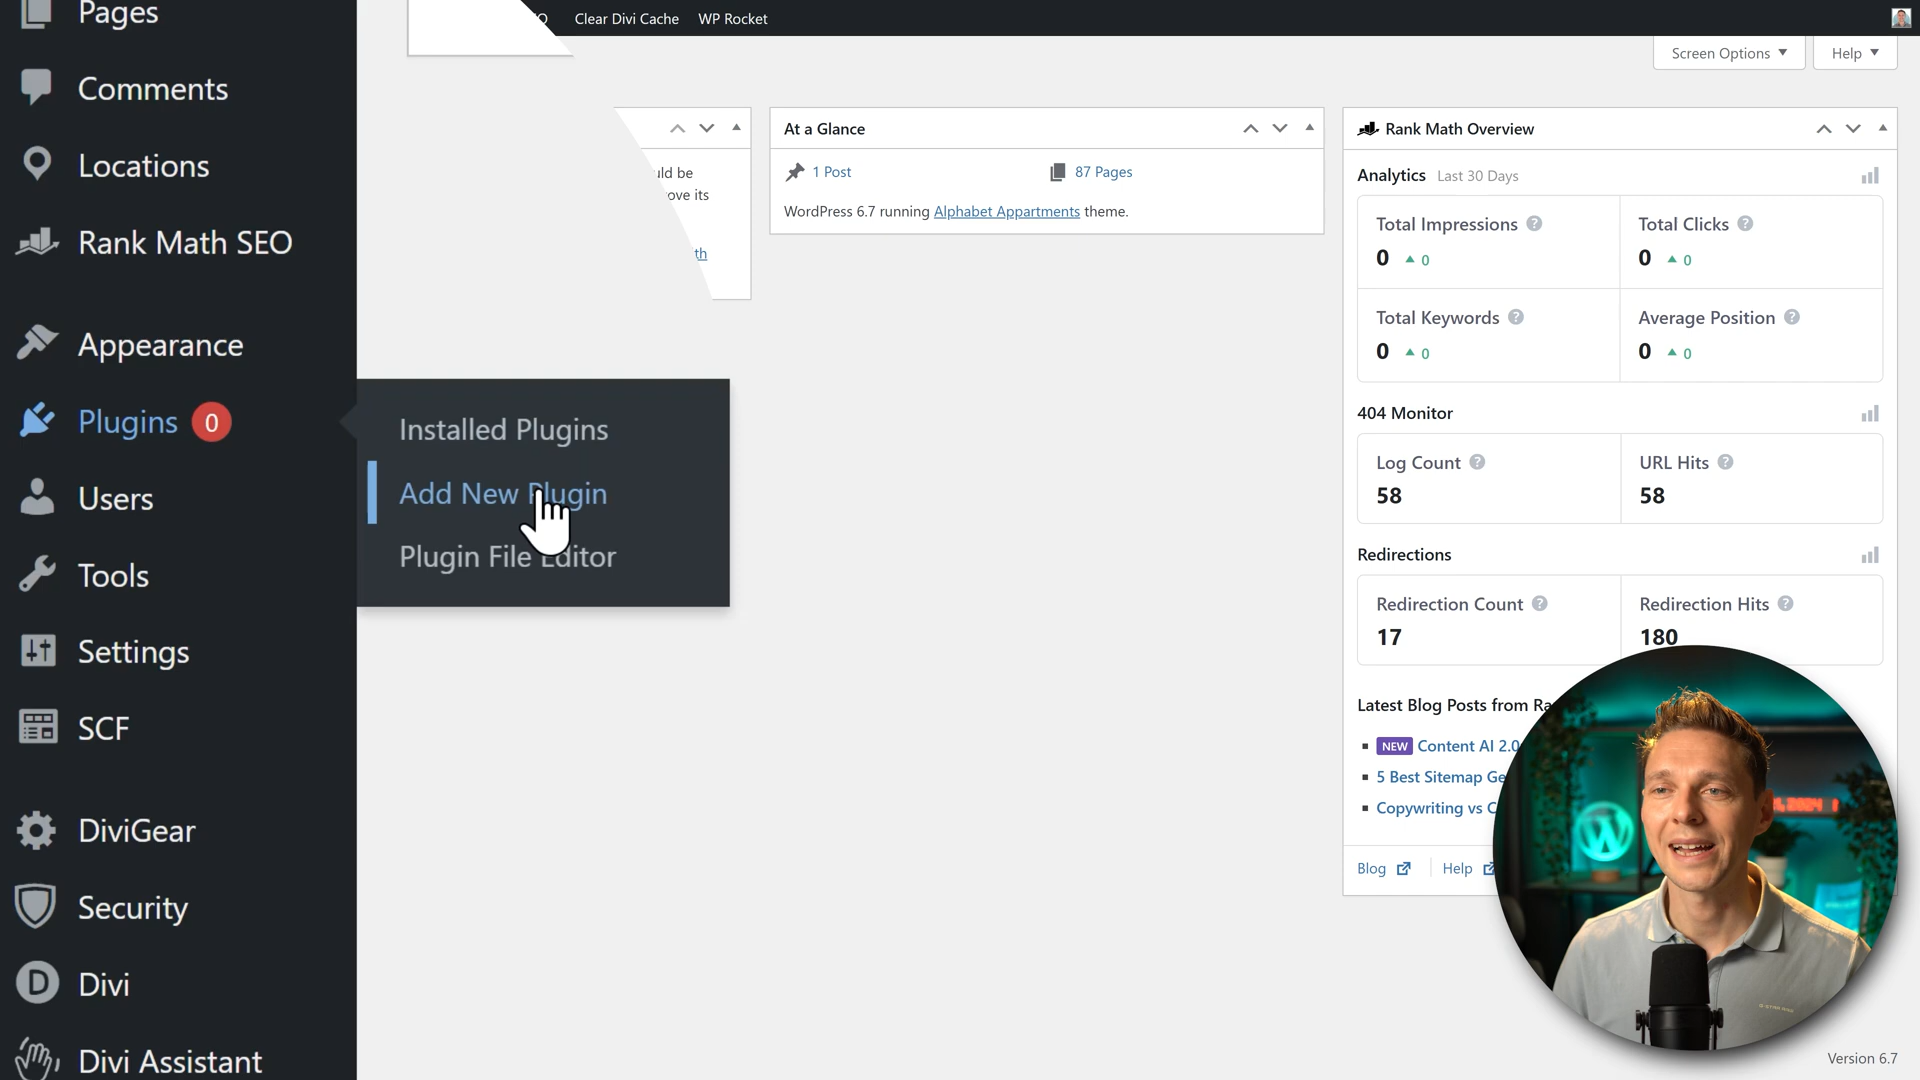 Pages
Comments
Locations
Rank Math SEO
Appearance
Plugins 0
Users
Tools
Settings
SCF
DiviGear
Security
Divi
Divi Assistant
Installed Plugins
Add New Plugin
Plugin File Editor
Clear Divi Cache WP Rocket
Screen Options Help
At a Glance
1 Post 87 Pages
WordPress 6.7 running Alphabet Appartments theme.
Rank Math Overview
Analytics Last 30 Days
Total Impressions Total Clicks
0 0 0 0
Total Keywords Average Position
0 0 0 0
404 Monitor
Log Count URL Hits
58 58
Redirections
Redirection Count Redirection Hits
17 180
Latest Blog Posts from Ra
NEW Content AI 2.0
5 Best Sitemap Ge
Copywriting vs C
Blog Help
Version 6.7